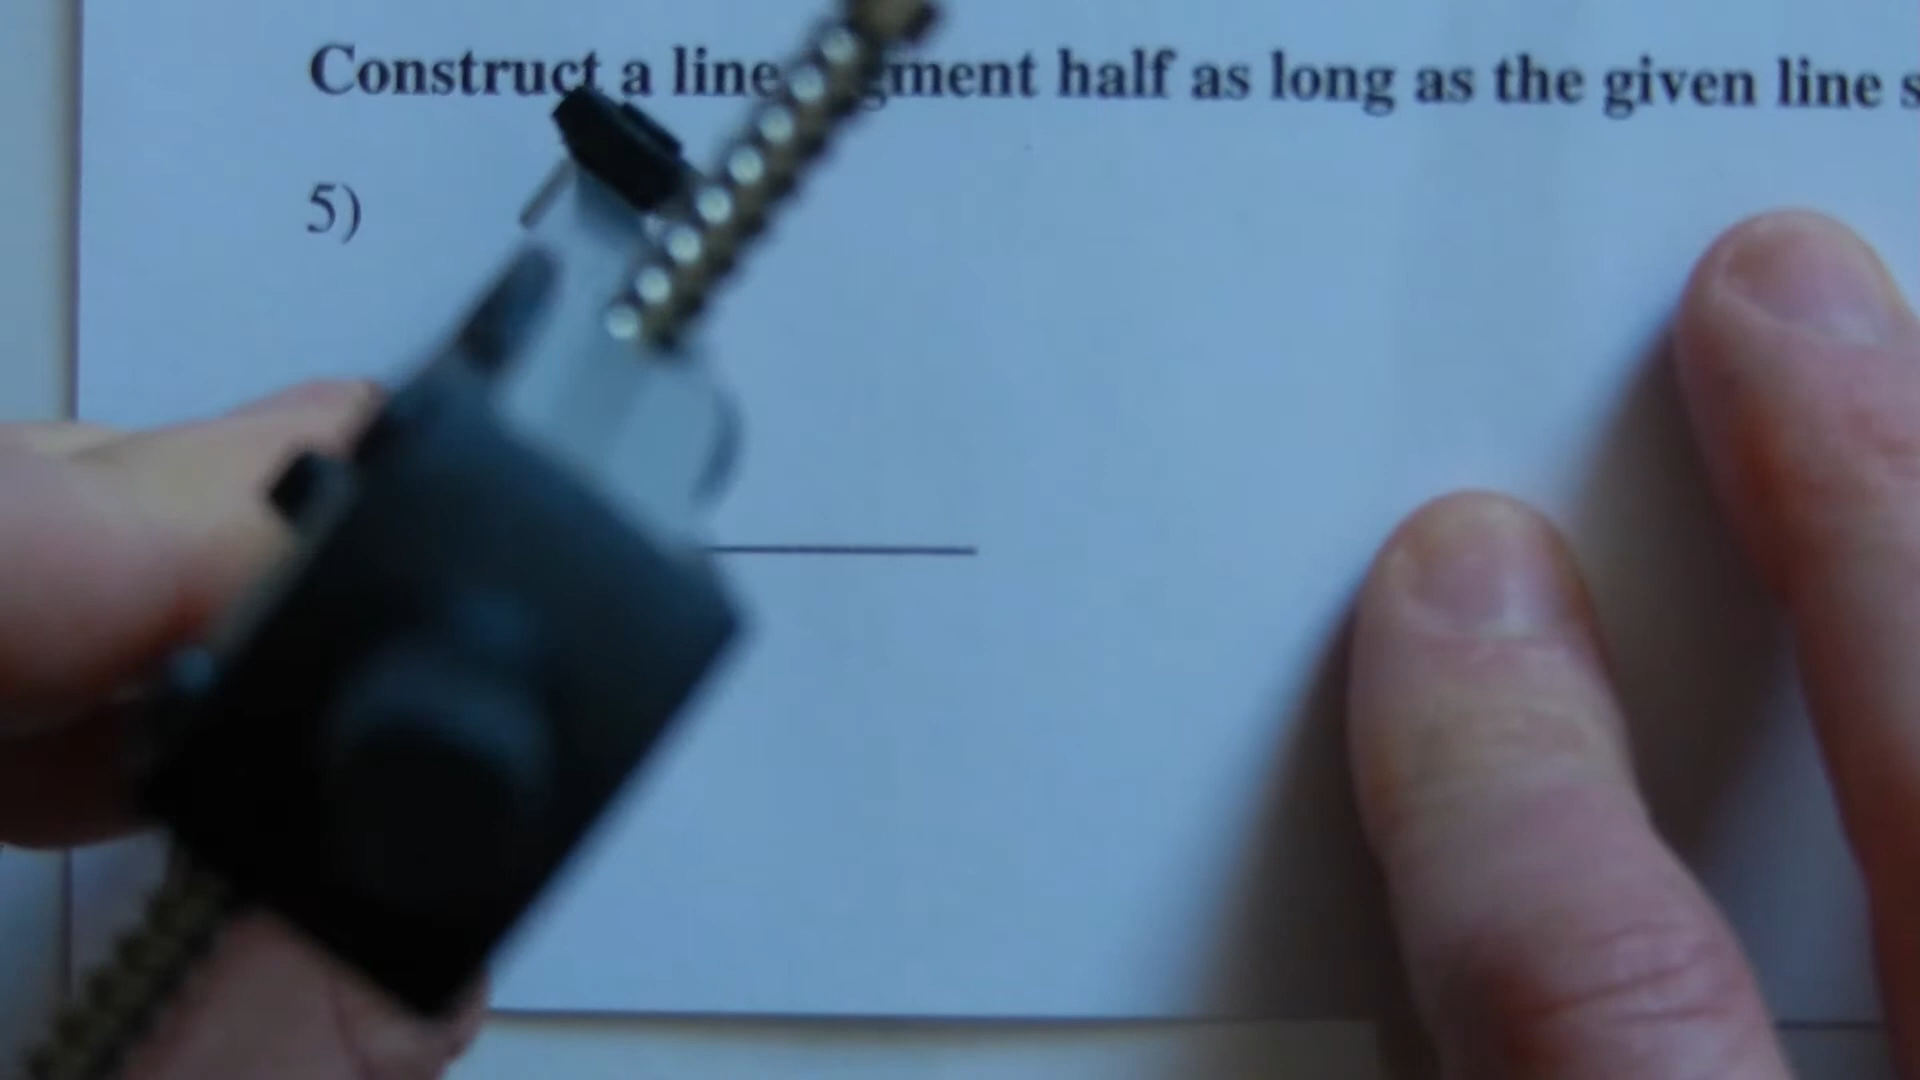 Construct a line ment half as long as the given line s
5)